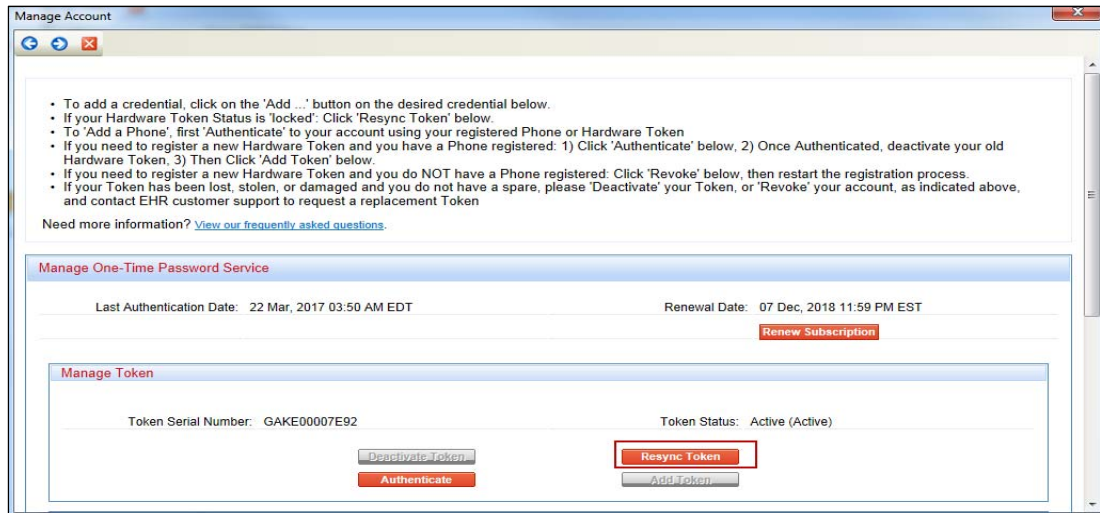 Manage Account
• To add a credential, click on the 'Add ...' button on the desired credential below.
• If your Hardware Token Status is 'locked': Click 'Resync Token' below.
• To 'Add a Phone', first 'Authenticate' to your account using your registered Phone or Hardware Token
• If you need to register a new Hardware Token and you have a Phone registered: 1) Click 'Authenticate' below, 2) Once Authenticated, deactivate your old
Hardware Token, 3) Then Click 'Add Token' below.
• If you need to register a new Hardware Token and you do NOT have a Phone registered: Click 'Revoke' below, then restart the registration process.
• If your Token has been lost, stolen, or damaged and you do not have a spare, please 'Deactivate' your Token, or 'Revoke' your account, as indicated above,
and contact EHR customer support to request a replacement Token
Need more information? View our frequently asked questions.
Manage One-Time Password Service
Last Authentication Date: 22 Mar, 2017 03:50 AM EDT Renewal Date: 07 Dec, 2018 11:59 PM EST
Renew Subscription
Manage Token
Token Serial Number: GAKE00007E92 Token Status: Active (Active)
Deactivate Token Resync Token
Authenticate Add Token